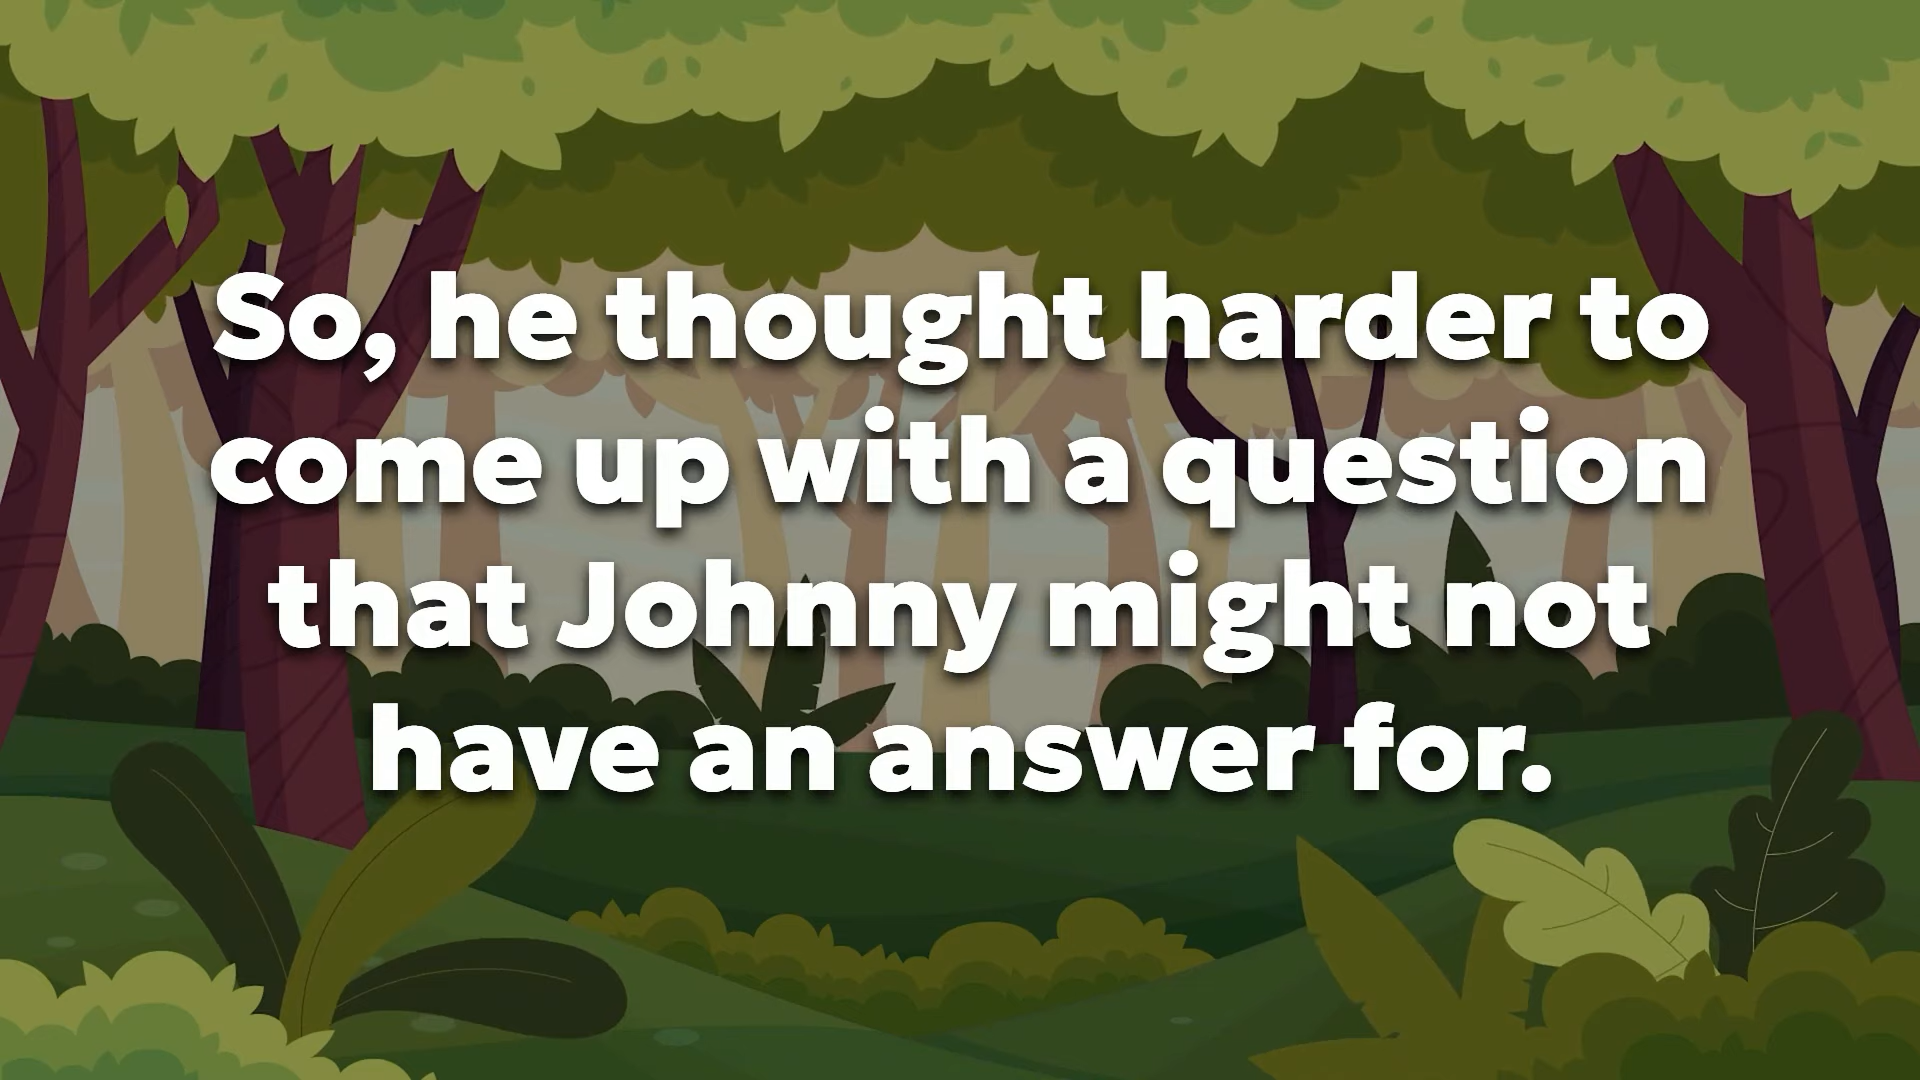 So, he thought harder to
come up with a question
that Johnny might not
have an answer for.